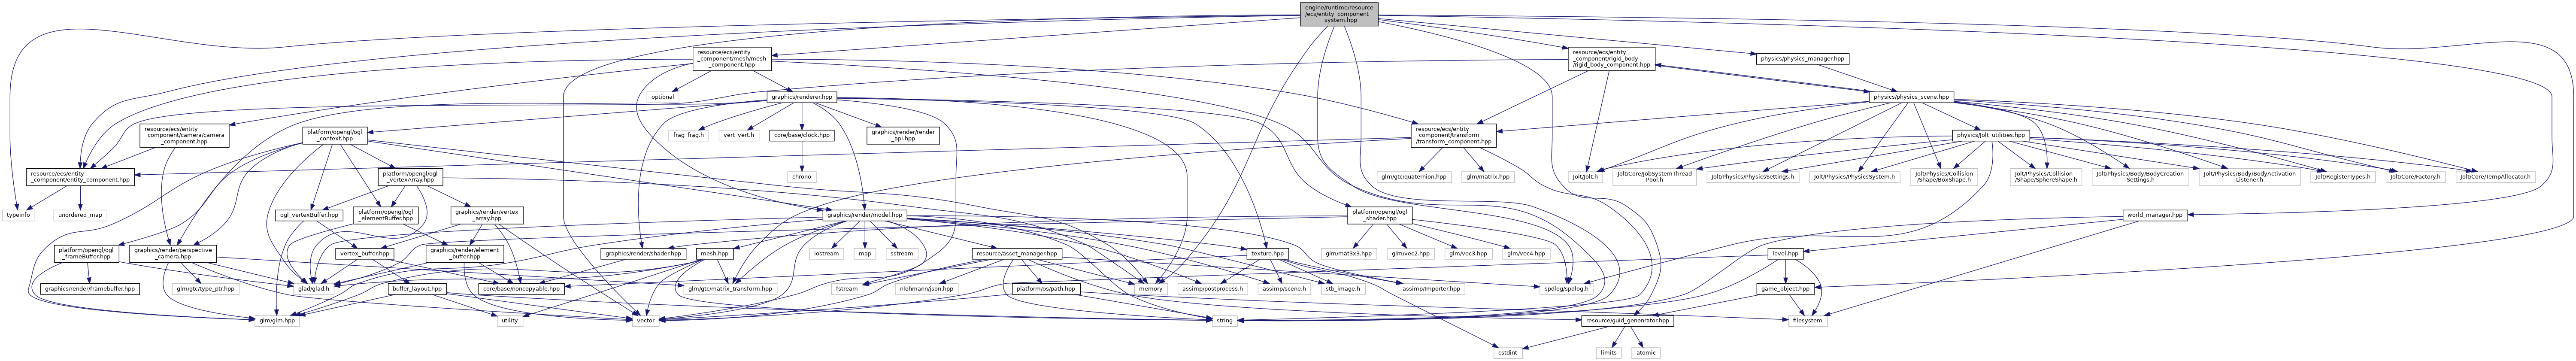 engine/runtime/resource
/ecs/entity_component
_system.hpp
resource/ecs/entity
_component/mesh/mesh
_component.hpp
resource/ecs/entity
_component/rigid_body
/rigid_body_component.hpp
physics/physics_manager.hpp
optional
graphics/renderer.hpp
physics/physics_scene.hpp
resource/ecs/entity
_component/camera/camera
_component.hpp
platform/opengl/ogl
_context.hpp
frag_frag.h
vert_vert.h
core/base/clock.hpp
graphics/render/render
_api.hpp
resource/ecs/entity
_component/transform
/transform_component.hpp
physics/Jolt_utilities.hpp
resource/ecs/entity
_component/entity_component.hpp
platform/opengl/ogl
_vertexArray.hpp
chrono
glm/gtc/quaternion.hpp
glm/matrix.hpp
Jolt/Jolt.h
Jolt/Core/JobSystemThread
Pool.h
Jolt/Physics/PhysicsSettings.h
Jolt/Physics/PhysicsSystem.h
Jolt/Physics/Collision
/Shape/BoxShape.h
Jolt/Physics/Collision
/Shape/SphereShape.h
Jolt/Physics/Body/BodyCreation
Settings.h
Jolt/Physics/Body/BodyActivation
Listener.h
Jolt/RegisterTypes.h
Jolt/Core/Factory.h
Jolt/Core/TempAllocator.h
typeinfo
unordered_map
ogl_vertexBuffer.hpp
platform/opengl/ogl
_elementBuffer.hpp
graphics/render/vertex
_array.hpp
graphics/render/model.hpp
platform/opengl/ogl
_shader.hpp
world_manager.hpp
platform/opengl/ogl
_frameBuffer.hpp
graphics/render/perspective
_camera.hpp
vertex_buffer.hpp
graphics/render/element
_buffer.hpp
graphics/render/shader.hpp
mesh.hpp
iostream
map
sstream
resource/asset_manager.hpp
texture.hpp
glm/mat3x3.hpp
glm/vec2.hpp
glm/vec3.hpp
glm/vec4.hpp
level.hpp
graphics/render/framebuffer.hpp
glm/gtc/type_ptr.hpp
glad/glad.h
buffer_layout.hpp
core/base/noncopyable.hpp
glm/gtc/matrix_transform.hpp
fstream
nlohmann/json.hpp
platform/os/path.hpp
memory
assimp/postprocess.h
assimp/scene.h
stb_image.h
assimp/Importer.hpp
spdlog/spdlog.h
game_object.hpp
glm/glm.hpp
utility
vector
string
resource/guid_genenrator.hpp
filesystem
cstdint
limits
atomic